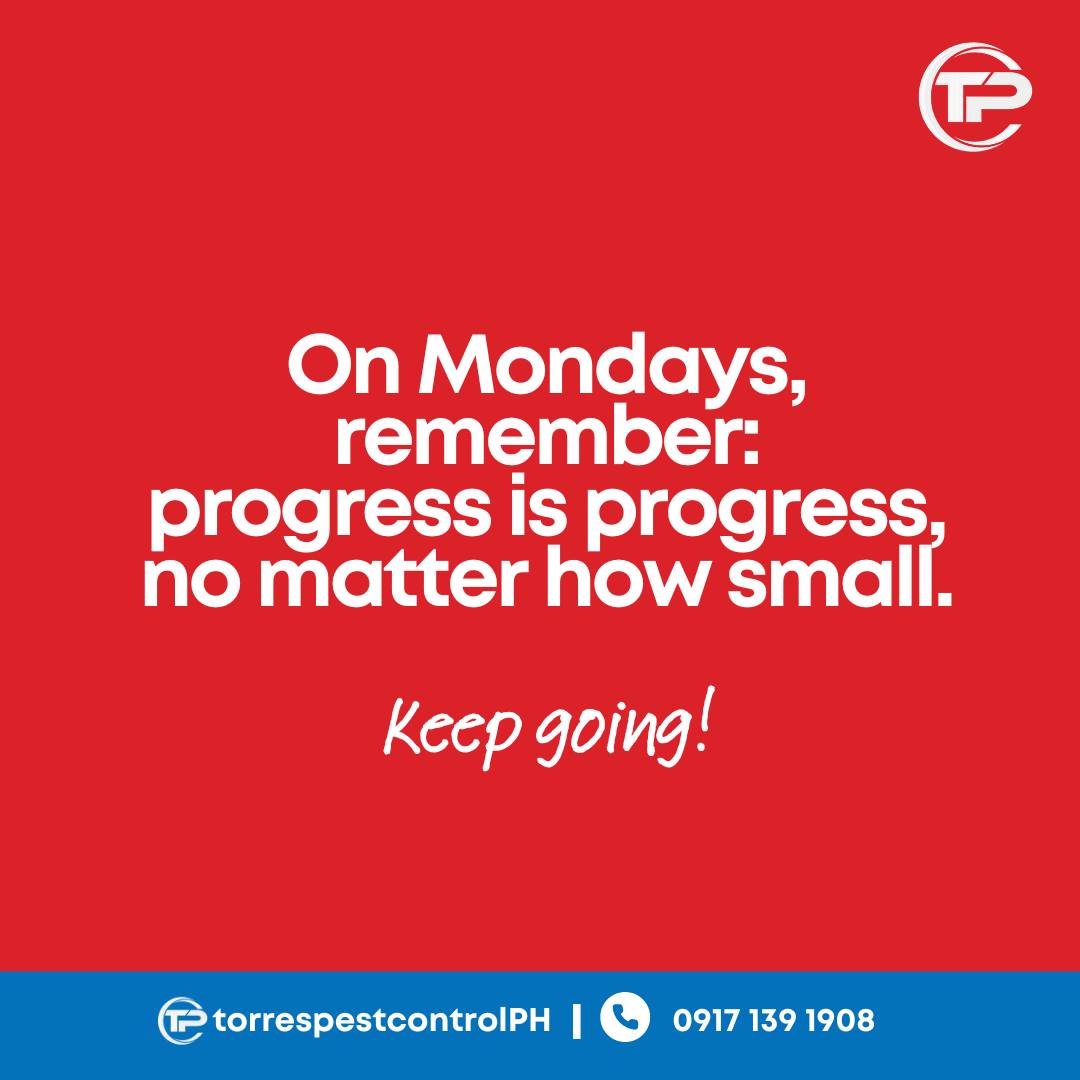 TP
On Mondays,
remember:
progress is progress,
no matter how small.
Keep going!
TP torrespestcontrolPH | 0917 139 1908